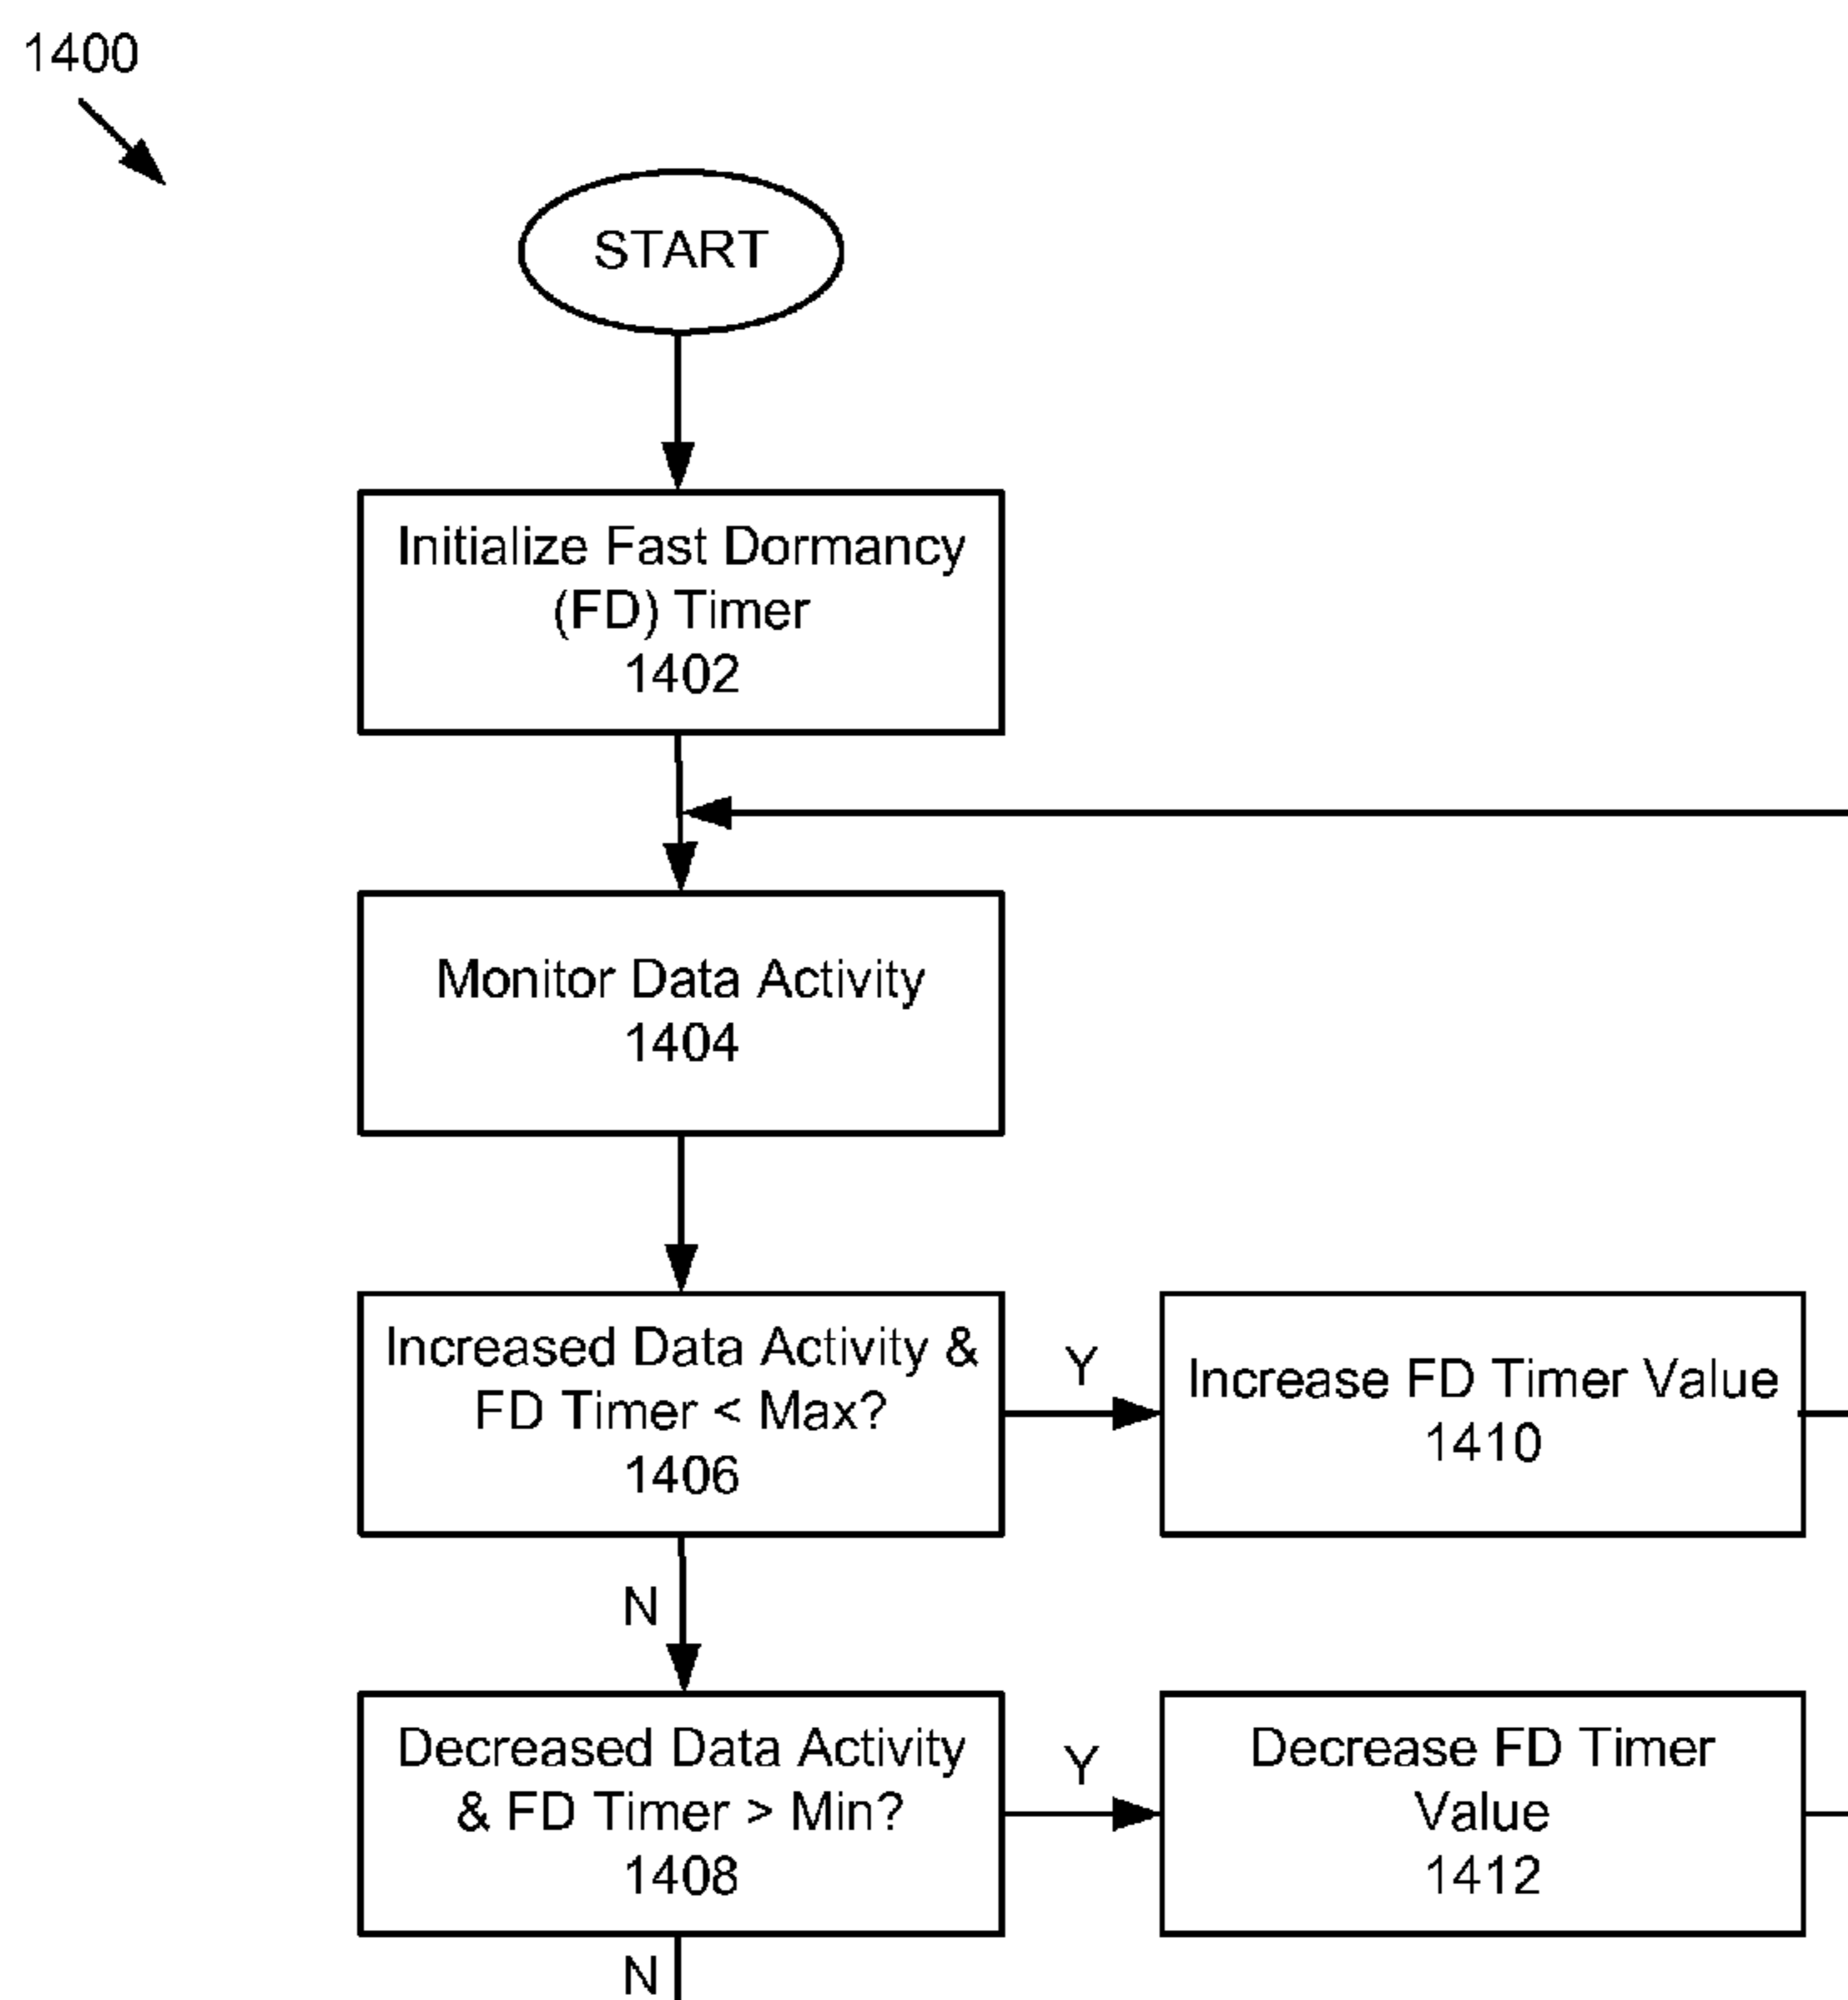 1400
START
Initialize Fast Dormancy
(FD) Timer
1402
Monitor Data Activity
1404
Increased Data Activity &
FD Timer < Max?
1406
Y
Increase FD Timer Value
1410
N
Decreased Data Activity
& FD Timer > Min?
1408
Y
Decrease FD Timer
Value
1412
N